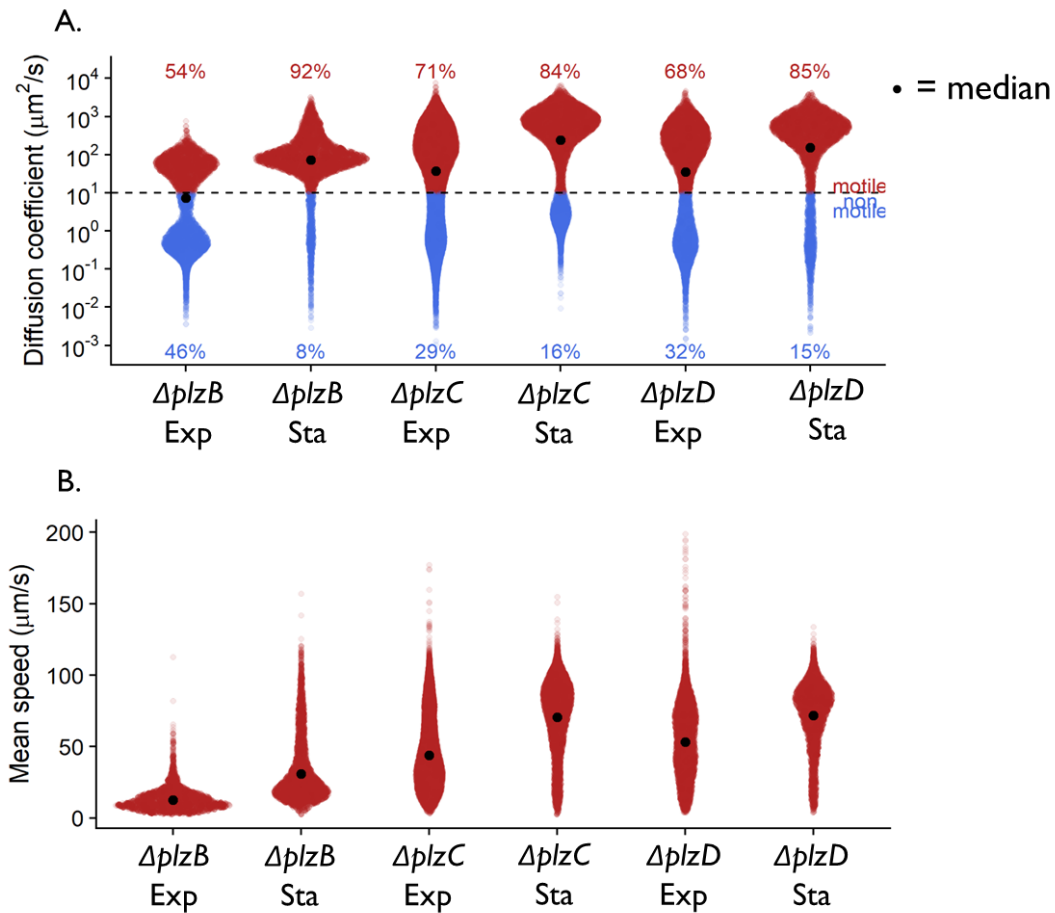 A.
Diffusion coefficient (μm²/s)
10⁴
10³
10²
10¹
10⁰
10⁻¹
10⁻²
10⁻³
54% 92% 71% 84% 68% 85%
• = median
motile
non
motile
46% 8% 29% 16% 32% 15%
ΔplzB ΔplzB ΔplzC ΔplzC ΔplzD ΔplzD
Exp Sta Exp Sta Exp Sta
B.
Mean speed (μm/s)
200
150
100
50
0
ΔplzB ΔplzB ΔplzC ΔplzC ΔplzD ΔplzD
Exp Sta Exp Sta Exp Sta